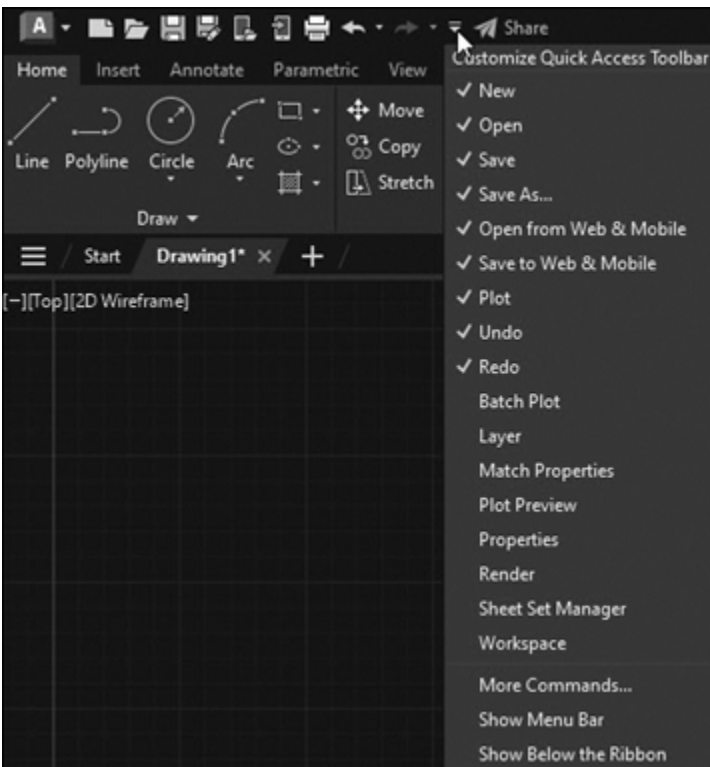 A
Share
Customize Quick Access Toolbar
Home Insert Annotate Parametric View
New
Open
Save
Save As...
Open from Web & Mobile
Save to Web & Mobile
Plot
Undo
Redo
Batch Plot
Layer
Match Properties
Plot Preview
Properties
Render
Sheet Set Manager
Workspace
More Commands...
Show Menu Bar
Show Below the Ribbon
Line Polyline Circle Arc
Move
Copy
Stretch
Draw
Start Drawing1*
[−][Top][2D Wireframe]